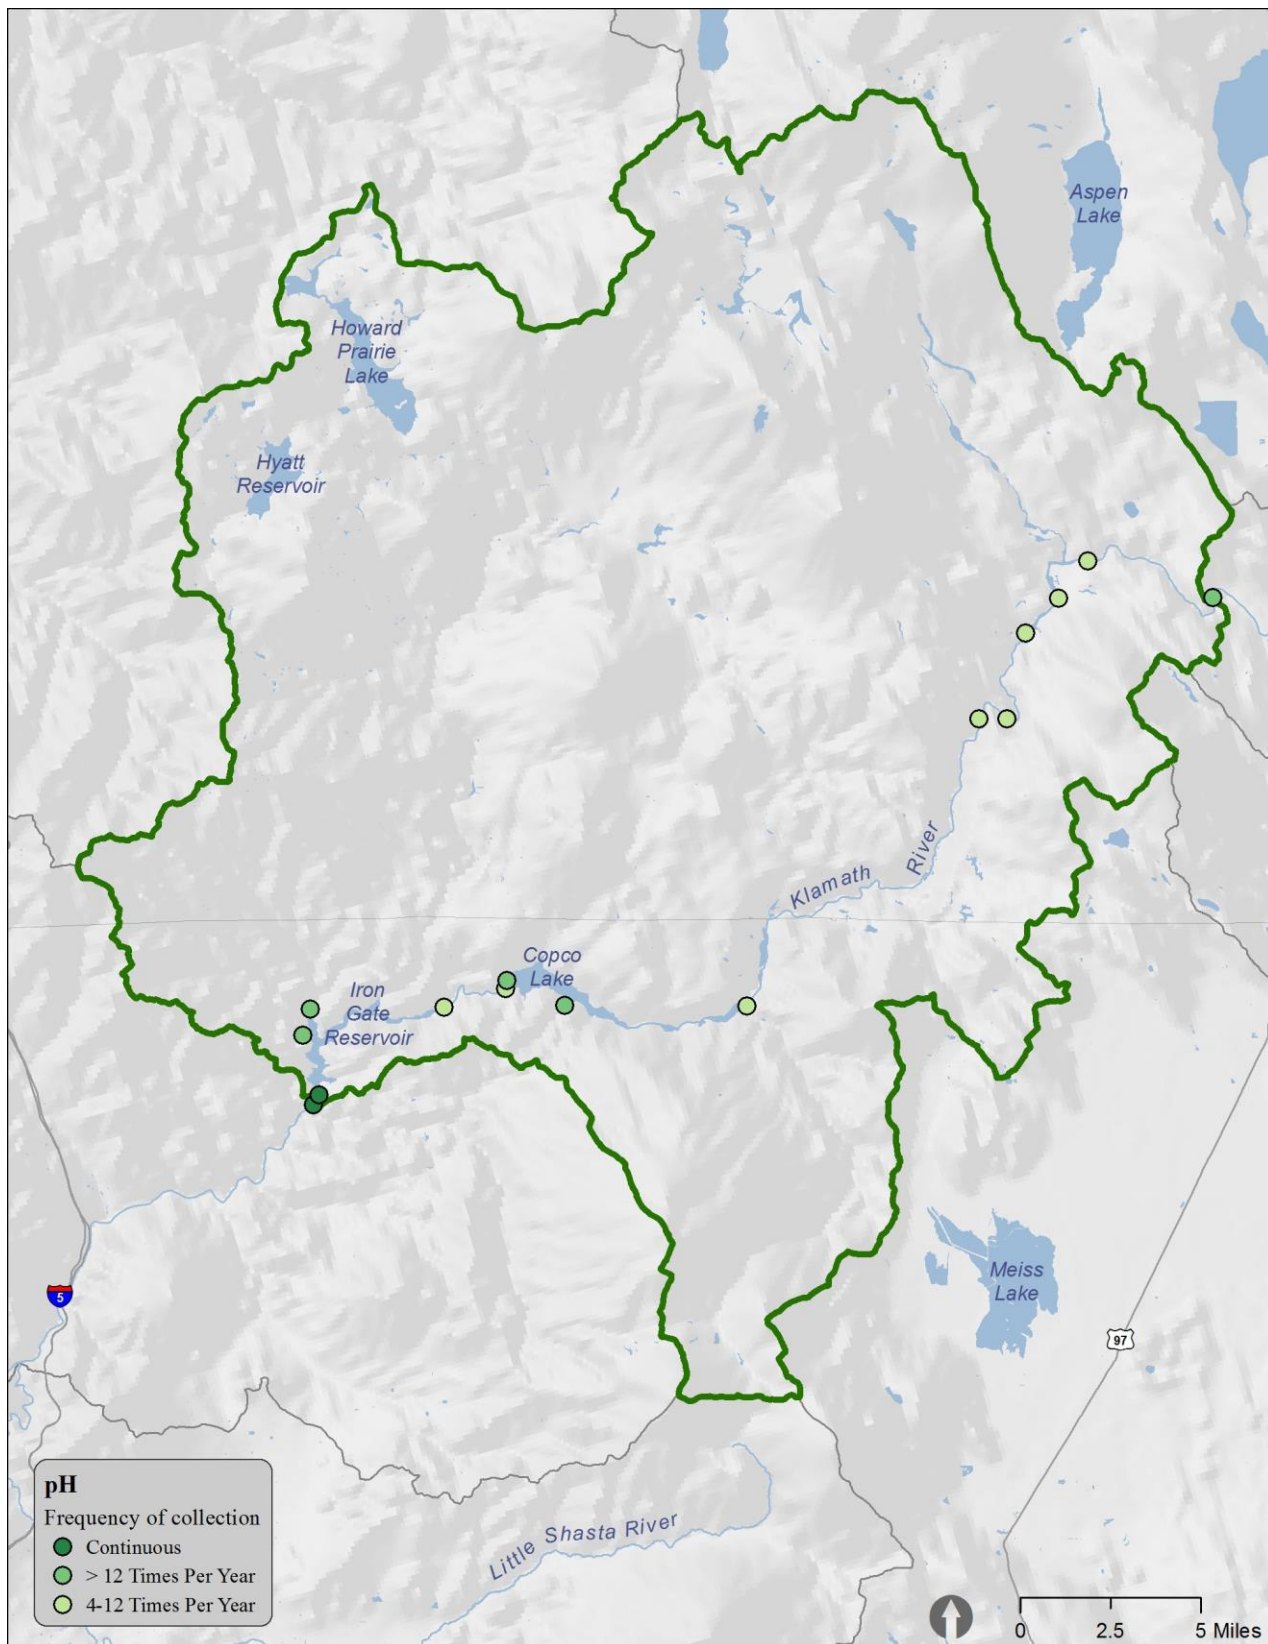 Aspen
Lake
Howard
Prairie
Lake
Hyatt
Reservoir
Klamath River
Copco
Lake
Iron
Gate
Reservoir
Meiss
Lake
5
97
Little Shasta River
pH
Frequency of collection
Continuous
> 12 Times Per Year
4-12 Times Per Year
0 2.5 5 Miles